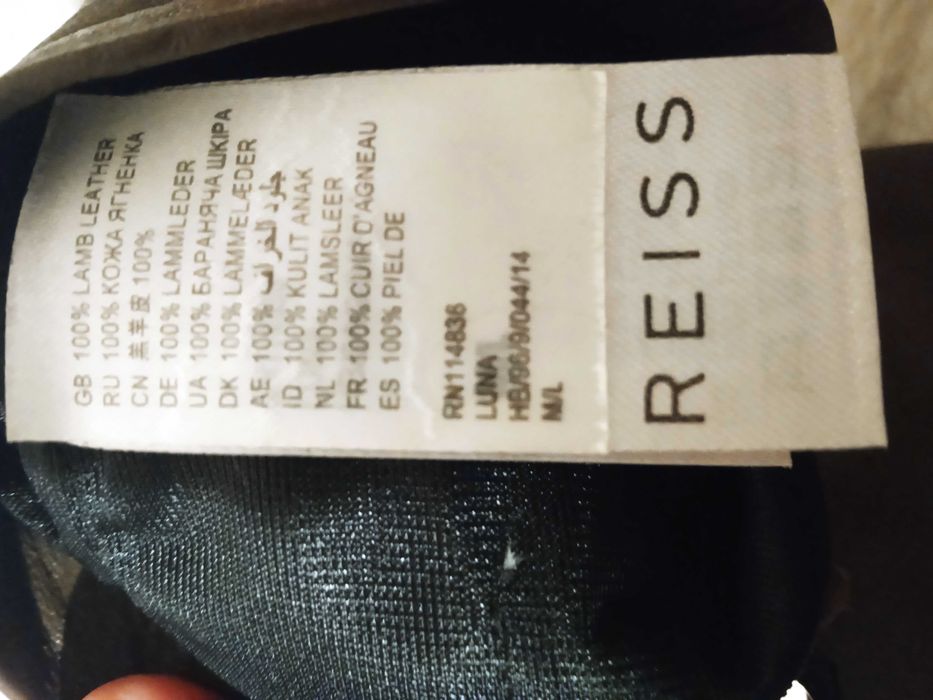 REISS
GB 100% LAMB LEATHER
RU 100% КОЖА ЯГНЕНКА
CN 羔羊皮 100%
DE 100% LAMMLEDER
UA 100% БАРАНЯЧА ШКІРА
DK 100% LAMMELÆDER
AE 100% جلد الخراف
ID 100% KULIT ANAK
NL 100% LAMSLEER
FR 100% CUIR D'AGNEAU
ES 100% PIEL DE
RN114836
LUNA
HB/96/9/044/14
M/L